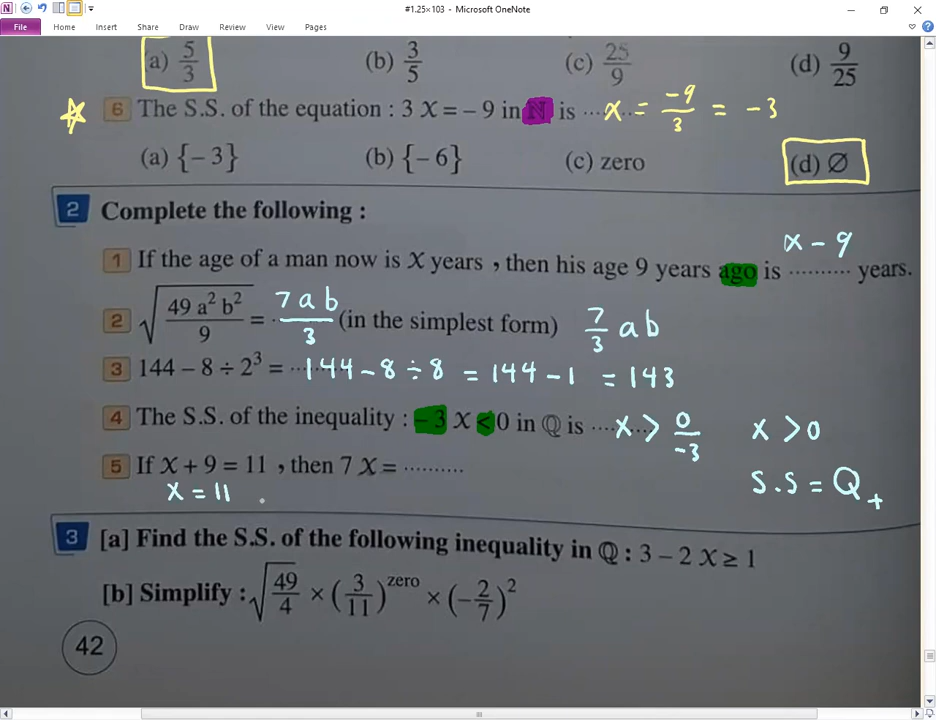 #1.25×103 - Microsoft OneNote
File Home Insert Share Draw Review View Pages
(a) 5/3 (b) 3/5 (c) 25/9 (d) 9/25
6 The S.S. of the equation : 3 X = – 9 in N is ..... x = -9/3 = -3
(a) {– 3} (b) {– 6} (c) zero (d) Ø
2 Complete the following :
x - 9
1 If the age of a man now is X years , then his age 9 years ago is .......... years.
2 √(49 a² b²/9) = 7ab/3 (in the simplest form) 7/3 ab
3 144 – 8 ÷ 2³ = 144 - 8 ÷ 8 = 144 - 1 = 143
4 The S.S. of the inequality : – 3 X < 0 in ℚ is .... x > 0/-3 x > 0
5 If X + 9 = 11 , then 7 X = .......... S.S = Q₊
x = 11
3 [a] Find the S.S. of the following inequality in ℚ : 3 – 2 X ≥ 1
[b] Simplify : √(49/4) × (3/11)^zero × (–2/7)²
42